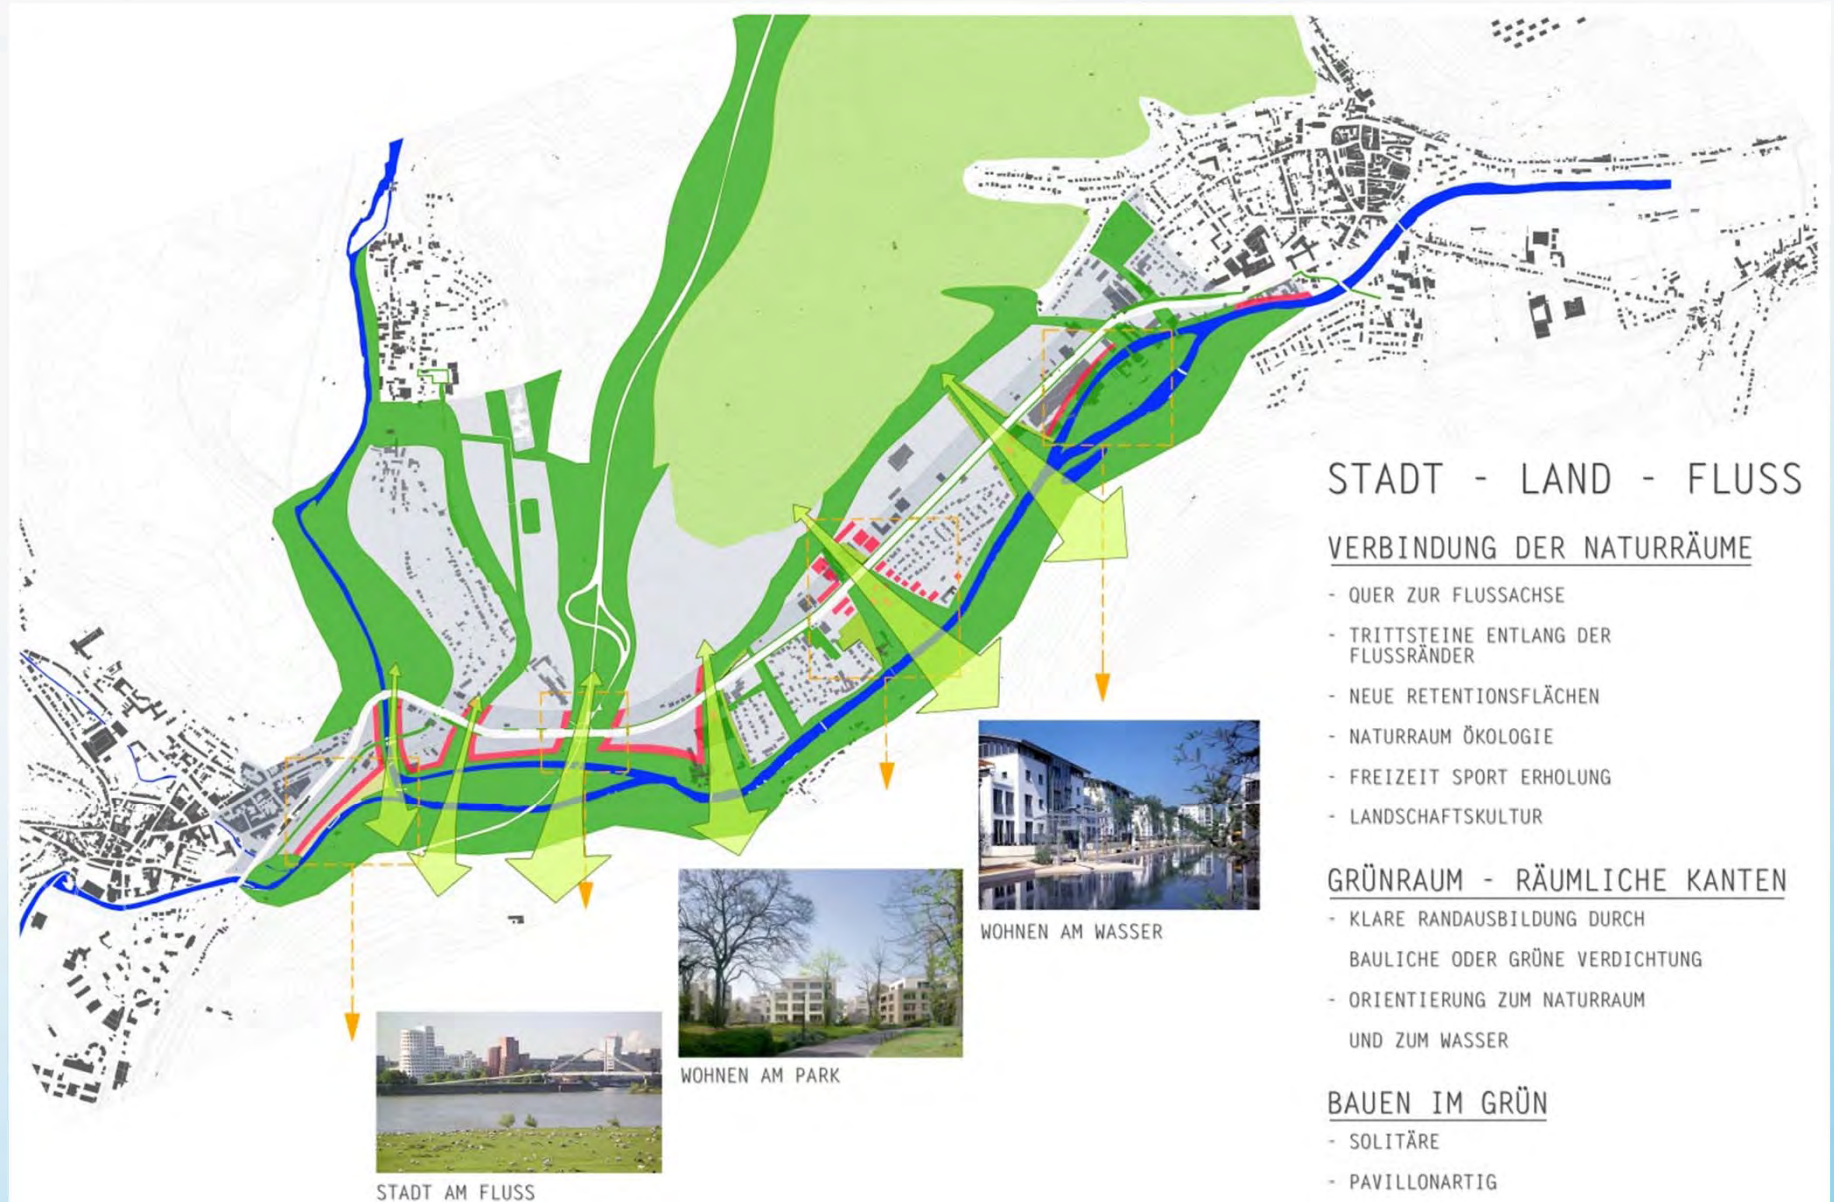 STADT - LAND - FLUSS
VERBINDUNG DER NATURRÄUME
- QUER ZUR FLUSSACHSE
- TRITTSTEINE ENTLANG DER
FLUSSRÄNDER
- NEUE RETENTIONSFLÄCHEN
- NATURRAUM ÖKOLOGIE
- FREIZEIT SPORT ERHOLUNG
- LANDSCHAFTSKULTUR
GRÜNRAUM - RÄUMLICHE KANTEN
- KLARE RANDAUSBILDUNG DURCH
BAULICHE ODER GRÜNE VERDICHTUNG
- ORIENTIERUNG ZUM NATURRAUM
UND ZUM WASSER
BAUEN IM GRÜN
- SOLITÄRE
- PAVILLONARTIG
WOHNEN AM WASSER
WOHNEN AM PARK
STADT AM FLUSS